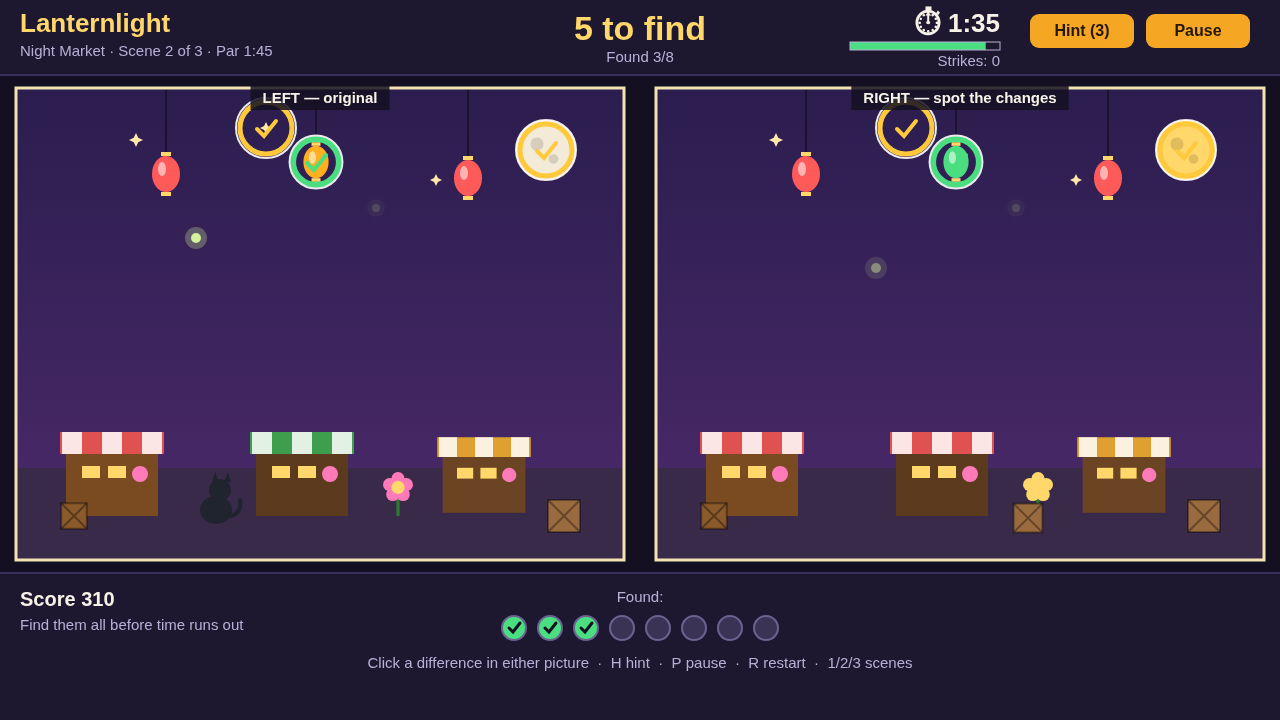 Lanternlight
Night Market · Scene 2 of 3 · Par 1:45
5 to find
Found 3/8
1:35
Strikes: 0
Hint (3)
Pause
LEFT — original
RIGHT — spot the changes
Score 310
Find them all before time runs out
Found:
Click a difference in either picture · H hint · P pause · R restart · 1/2/3 scenes